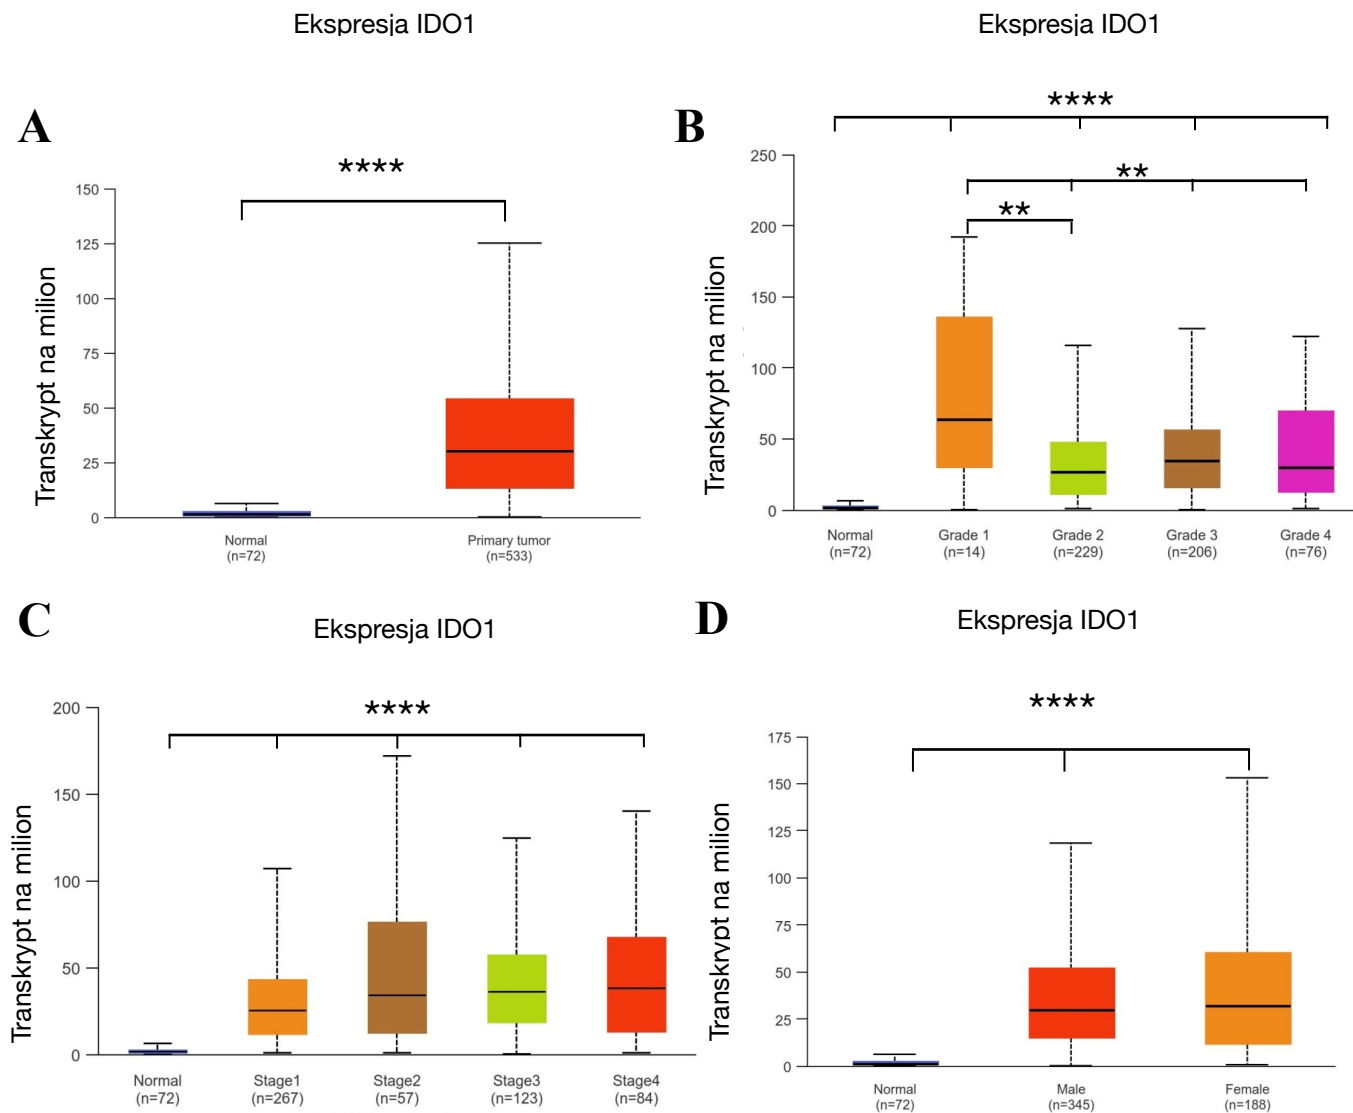 Ekspresja IDO1
A
****
Transkrypt na milion
150
125
100
75
50
25
0
Normal
(n=72)
Primary tumor
(n=533)
Ekspresja IDO1
B
****
**
**
Transkrypt na milion
250
200
150
100
50
0
Normal
(n=72)
Grade 1
(n=14)
Grade 2
(n=229)
Grade 3
(n=206)
Grade 4
(n=76)
C
Ekspresja IDO1
****
Transkrypt na milion
200
150
100
50
0
Normal
(n=72)
Stage1
(n=267)
Stage2
(n=57)
Stage3
(n=123)
Stage4
(n=84)
D
Ekspresja IDO1
****
Transkrypt na milion
175
150
125
100
75
50
25
0
Normal
(n=72)
Male
(n=345)
Female
(n=188)